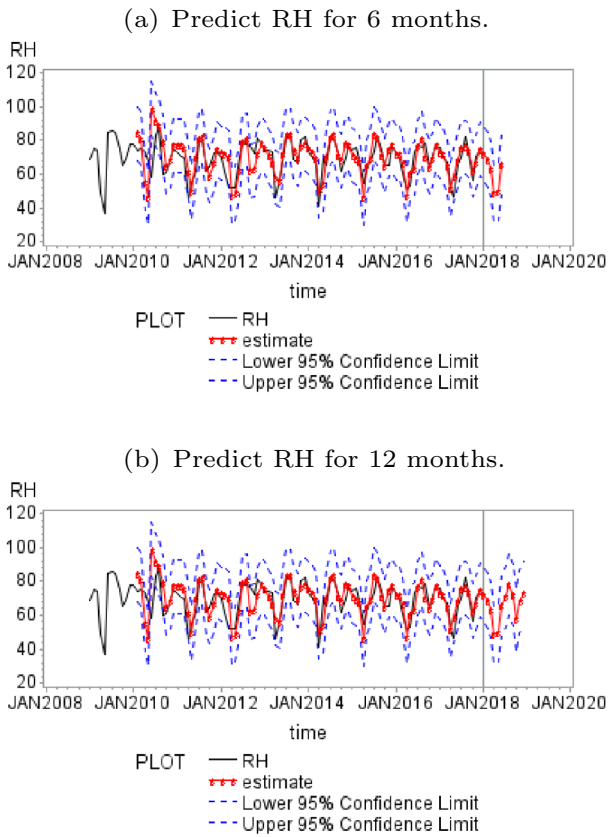 (a) Predict RH for 6 months.
RH
120
100
80
60
40
20
JAN2008 JAN2010 JAN2012 JAN2014 JAN2016 JAN2018 JAN2020
time
PLOT RH
estimate
Lower 95% Confidence Limit
Upper 95% Confidence Limit
(b) Predict RH for 12 months.
RH
120
100
80
60
40
20
JAN2008 JAN2010 JAN2012 JAN2014 JAN2016 JAN2018 JAN2020
time
PLOT RH
estimate
Lower 95% Confidence Limit
Upper 95% Confidence Limit